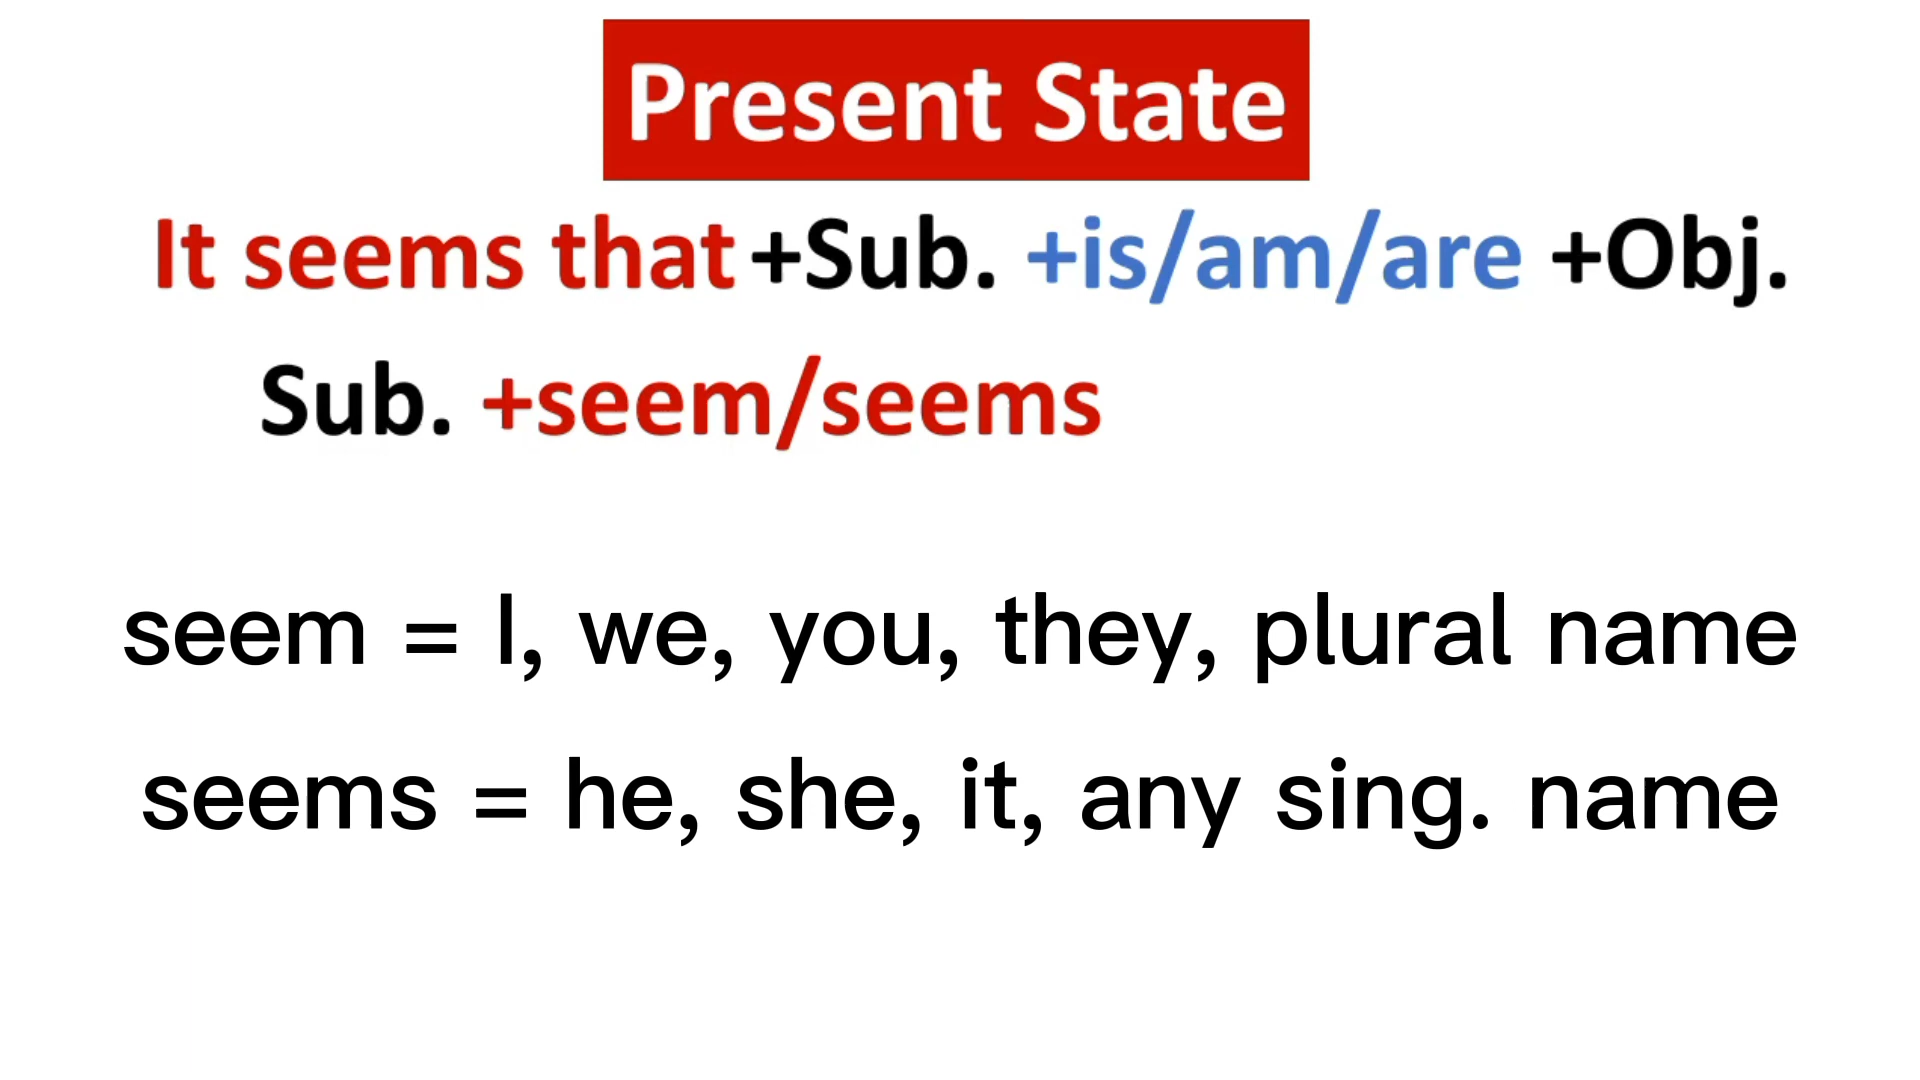 Present State
It seems that +Sub. +is/am/are +Obj.
Sub. +seem/seems
seem = I, we, you, they, plural name
seems = he, she, it, any sing. name